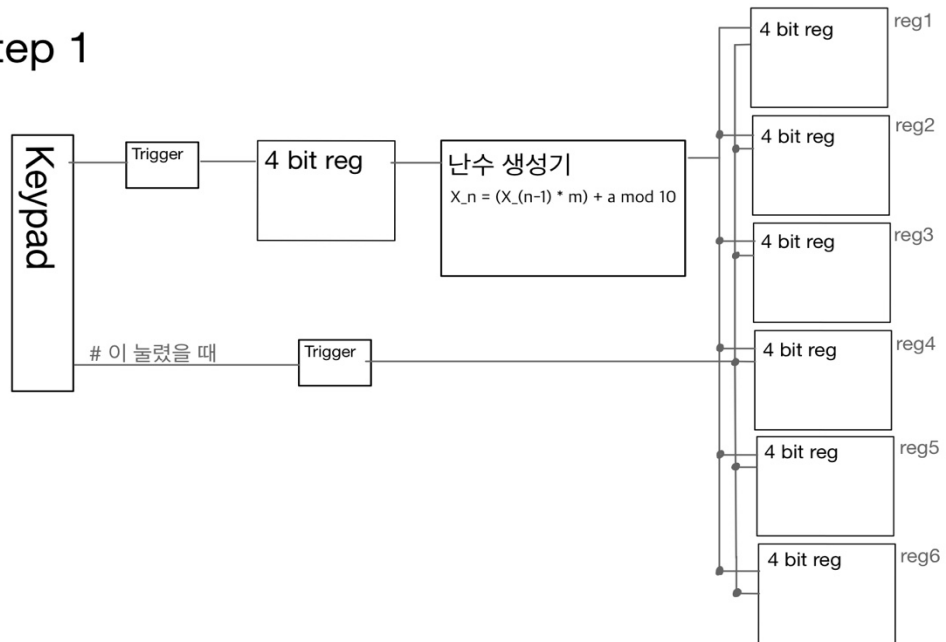 tep 1
Keypad
Trigger
4 bit reg
난수 생성기
X_n = (X_(n-1) * m) + a mod 10
# 이 눌렸을 때
Trigger
4 bit reg
reg1
4 bit reg
reg2
4 bit reg
reg3
4 bit reg
reg4
4 bit reg
reg5
4 bit reg
reg6